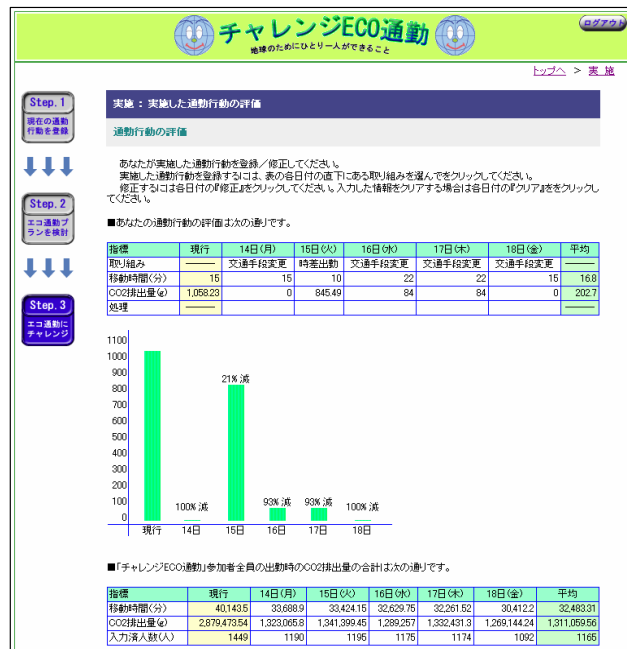 チャレンジECO通勤
地球のためにひとり一人ができること
ログアウト
トップへ > 実 施
Step.1
現在の通勤
行動を登録
Step.2
エコ通勤プ
ランを検討
Step.3
エコ通勤に
チャレンジ
実施 : 実施した通勤行動の評価
通勤行動の評価
あなたが実施した通勤行動を登録／修正してください。
実施した通勤行動を登録するには、表の各日付の直下にある取り組みを選んでをクリックしてください。
修正するには各日付の『修正』をクリックしてください。入力した情報をクリアする場合は各日付の『クリア』ををクリックし
てください。
■あなたの通勤行動の評価は次の通りです。
指標 現行 14日(月) 15日(火) 16日(水) 17日(木) 18日(金) 平均
取り組み ―― 交通手段変更 時差出勤 交通手段変更 交通手段変更 交通手段変更 ――
移動時間(分) 15 15 10 22 22 15 16.8
CO2排出量(g) 1,058.23 0 845.49 84 84 0 202.7
処理 ―― ――
1100
1000
900
800
700
600
500
400
300
200
100
0
21% 減
100% 減 93% 減 93% 減 100% 減
現行 14日 15日 16日 17日 18日
■「チャレンジECO通勤」参加者全員の出勤時のCO2排出量の合計は次の通りです。
指標 現行 14日(月) 15日(火) 16日(水) 17日(木) 18日(金) 平均
移動時間(分) 40,143.5 33,688.9 33,424.15 32,629.75 32,261.52 30,412.2 32,483.31
CO2排出量(g) 2,879,473.54 1,323,065.8 1,341,399.45 1,289,257 1,332,431.3 1,269,144.24 1,311,059.56
入力済人数(人) 1449 1190 1195 1175 1174 1092 1165